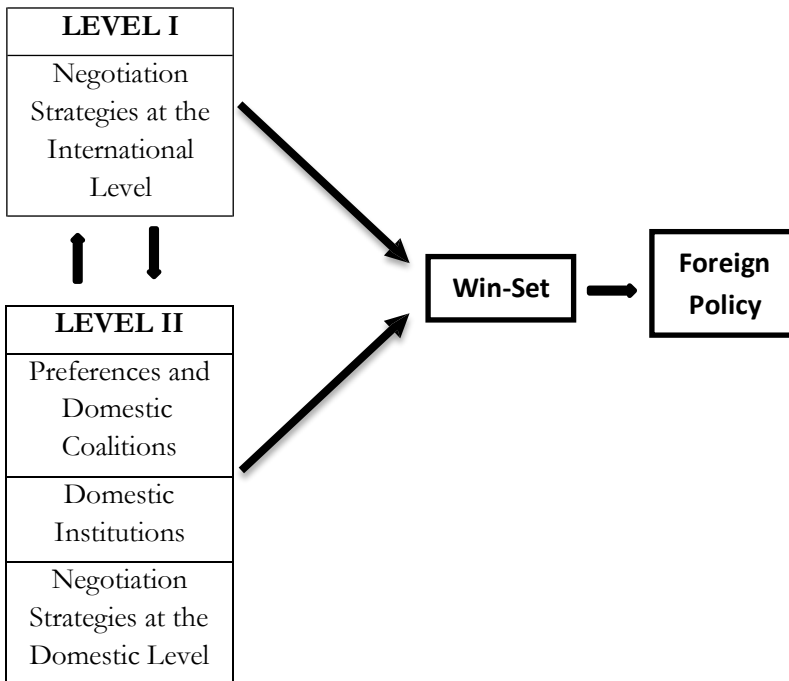 LEVEL I
Negotiation
Strategies at the
International
Level
LEVEL II
Preferences and
Domestic
Coalitions
Domestic
Institutions
Negotiation
Strategies at the
Domestic Level
Win-Set
Foreign
Policy